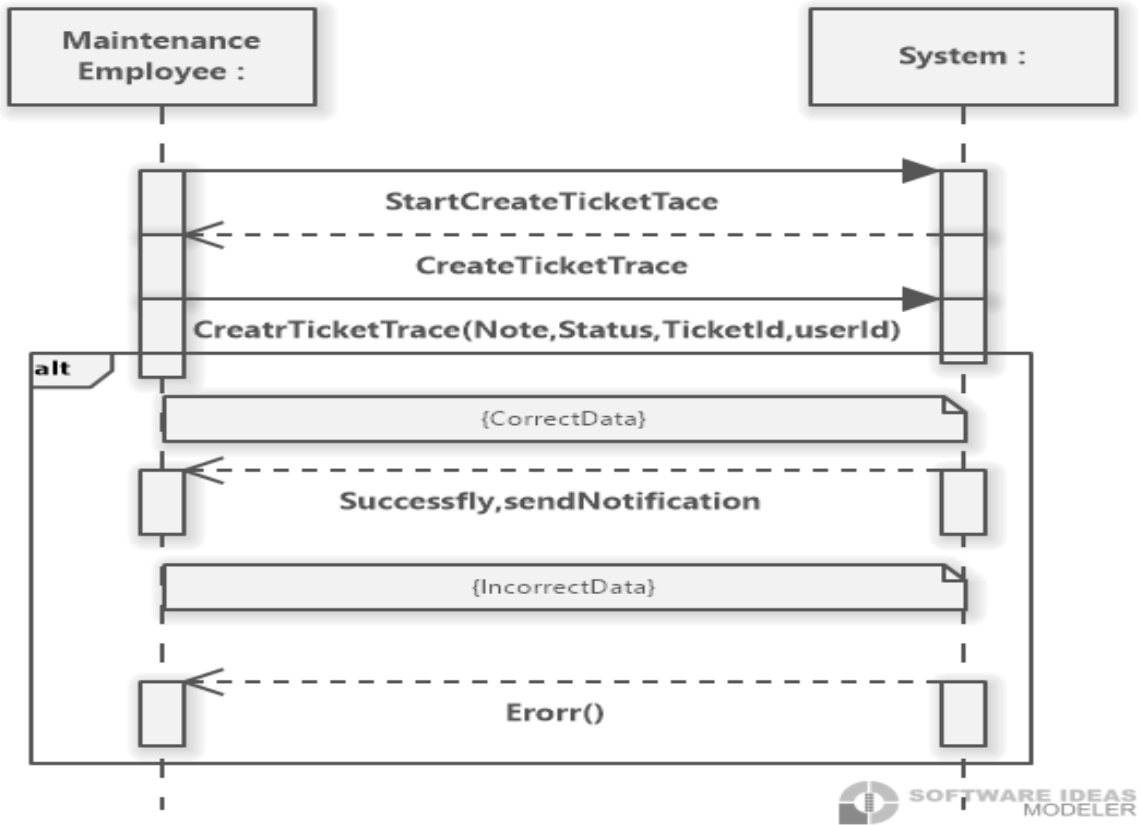 Maintenance
Employee :
System :
StartCreateTicketTace
CreateTicketTrace
CreatrTicketTrace(Note,Status,TicketId,userId)
alt
{CorrectData}
Successfly,sendNotification
{IncorrectData}
Erorr()
SOFTWARE IDEAS
MODELER